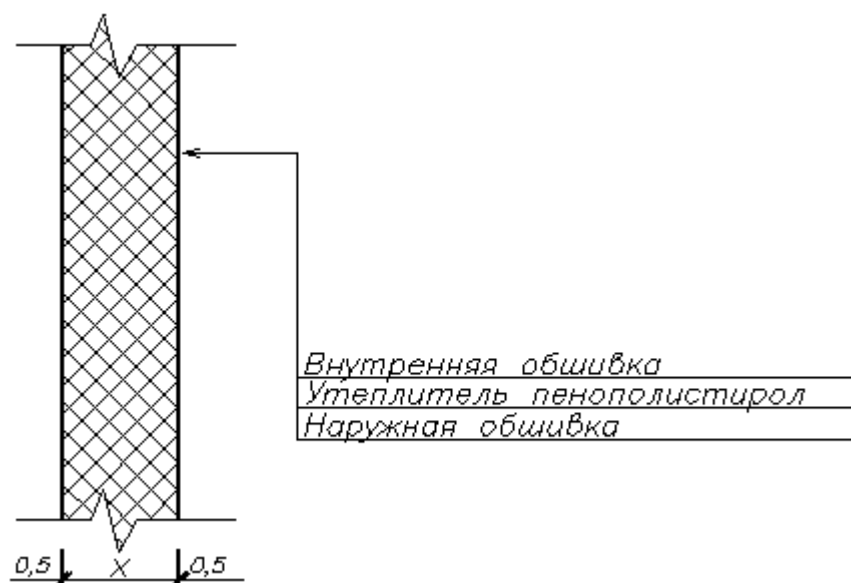 Внутренняя обшивка
Утеплитель пенополистирол
Наружная обшивка
0,5 X 0,5